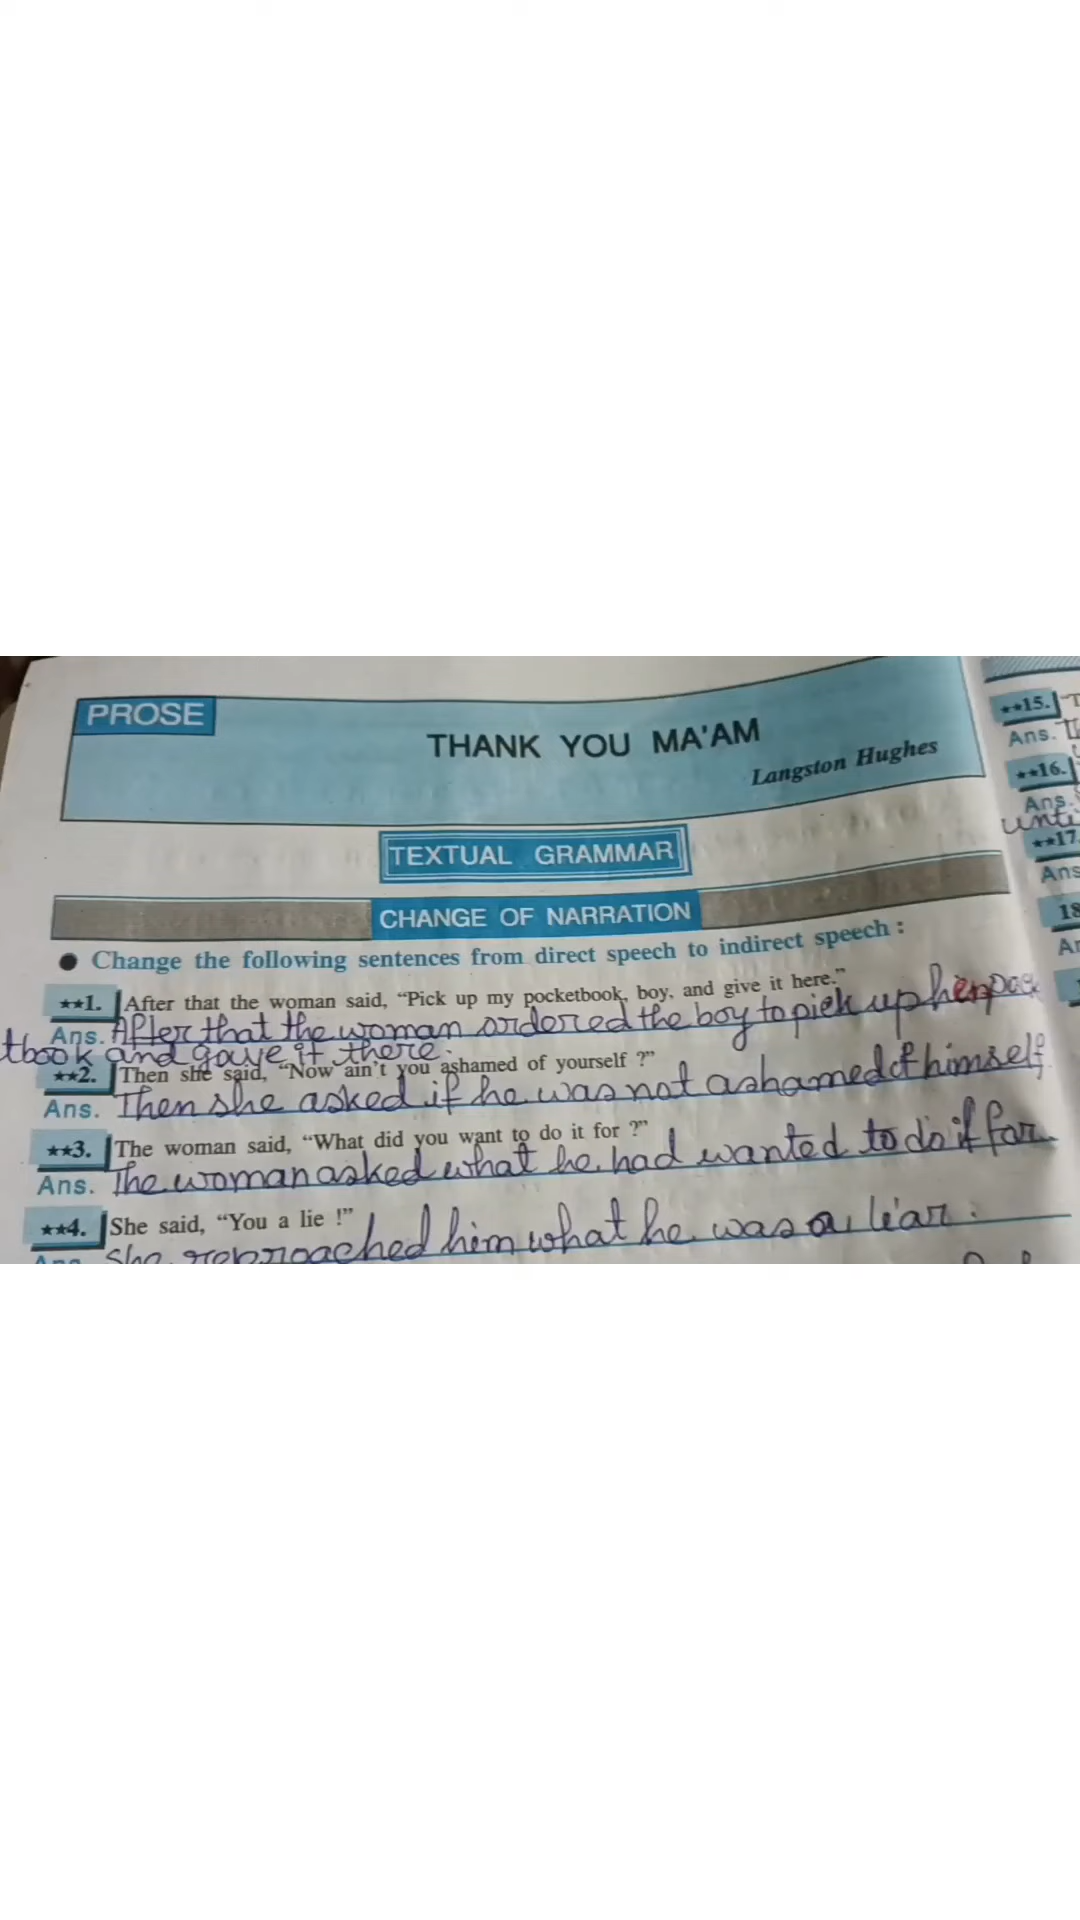 PROSE
THANK YOU MA'AM
Langston Hughes
TEXTUAL GRAMMAR
CHANGE OF NARRATION
● Change the following sentences from direct speech to indirect speech :
★★1. After that the woman said, “Pick up my pocketbook, boy, and give it here.”
Ans. After that the woman ordered the boy to pick up her pock
tbook and gave it there.
★★2. Then she said, “Now ain't you ashamed of yourself ?”
Ans. Then she asked if he was not ashamed of himself.
★★3. The woman said, “What did you want to do it for ?”
Ans. The woman asked what he had wanted to do it for
★★4. She said, “You a lie !”
Ans. She reproached him what he was a liar.
★★15.
Ans.
★★16.
Ans.
unti
★★17.
Ans
18
An